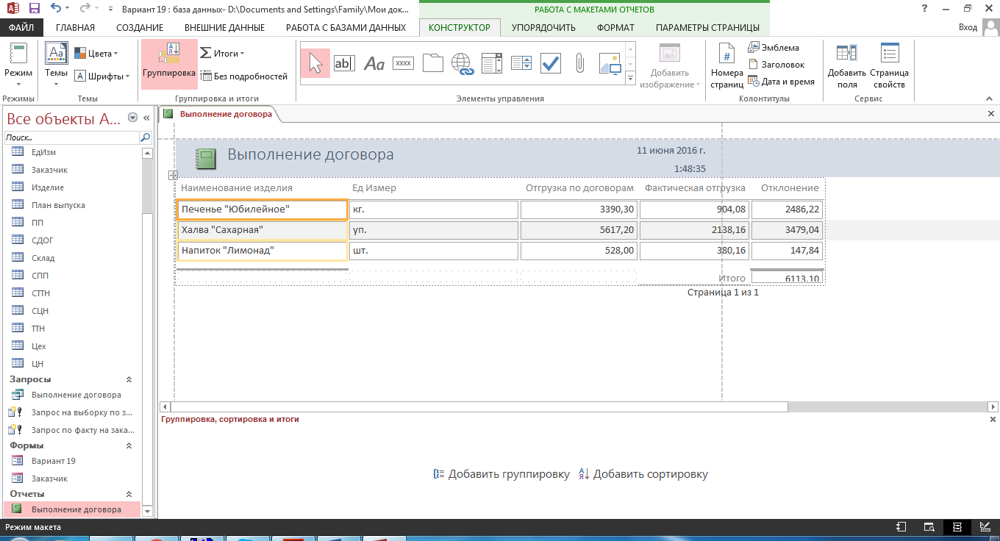 Вариант 19 : база данных- D:\Documents and Settings\Family\Мои док...
РАБОТА С МАКЕТАМИ ОТЧЕТОВ
?
ФАЙЛ ГЛАВНАЯ СОЗДАНИЕ ВНЕШНИЕ ДАННЫЕ РАБОТА С БАЗАМИ ДАННЫХ КОНСТРУКТОР УПОРЯДОЧИТЬ ФОРМАТ ПАРАМЕТРЫ СТРАНИЦЫ Вход
Режим
Режимы
Аа
Темы
Цвета
A Шрифты
Темы
Группировка
Σ Итоги
Без подробностей
Группировка и итоги
ab|
Aa
xxxx
Элементы управления
Добавить
изображение
#
Номера
страниц
Эмблема
Заголовок
Дата и время
Колонтитулы
Добавить
поля
Страница
свойств
Сервис
Все объекты A...
«
Поиск...
ЕдИзм
Заказчик
Изделие
План выпуска
ПП
СДОГ
Склад
СПП
СТТН
СЦН
ТТН
Цех
ЦН
Запросы
Выполнение договора
Запрос на выборку по з...
Запрос по факту на зака...
Формы
Вариант 19
Заказчик
Отчеты
Выполнение договора
Выполнение договора
Выполнение договора
11 июня 2016 г.
1:48:35
Наименование изделия Ед Измер Отгрузка по договорам Фактическая отгрузка Отклонение
Печенье "Юбилейное" кг. 3390,30 904,08 2486,22
Халва "Сахарная" уп. 5617,20 2138,16 3479,04
Напиток "Лимонад" шт. 528,00 380,16 147,84
Итого 6113,10
Страница 1 из 1
Группировка, сортировка и итоги
Добавить группировку
Добавить сортировку
Режим макета